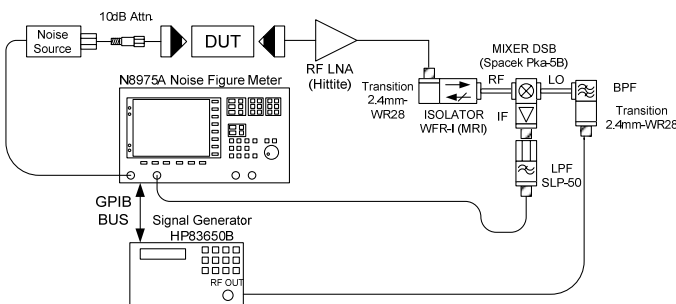 10dB Attn.
Noise
Source
DUT
RF LNA
(Hittite)
MIXER DSB
(Spacek Pka-5B)
RF
LO
BPF
IF
N8975A Noise Figure Meter
Transition
2.4mm-
WR28
ISOLATOR
WFR-I (MRI)
Transition
2.4mm-WR28
LPF
SLP-50
GPIB
BUS
Signal Generator
HP83650B
RF OUT